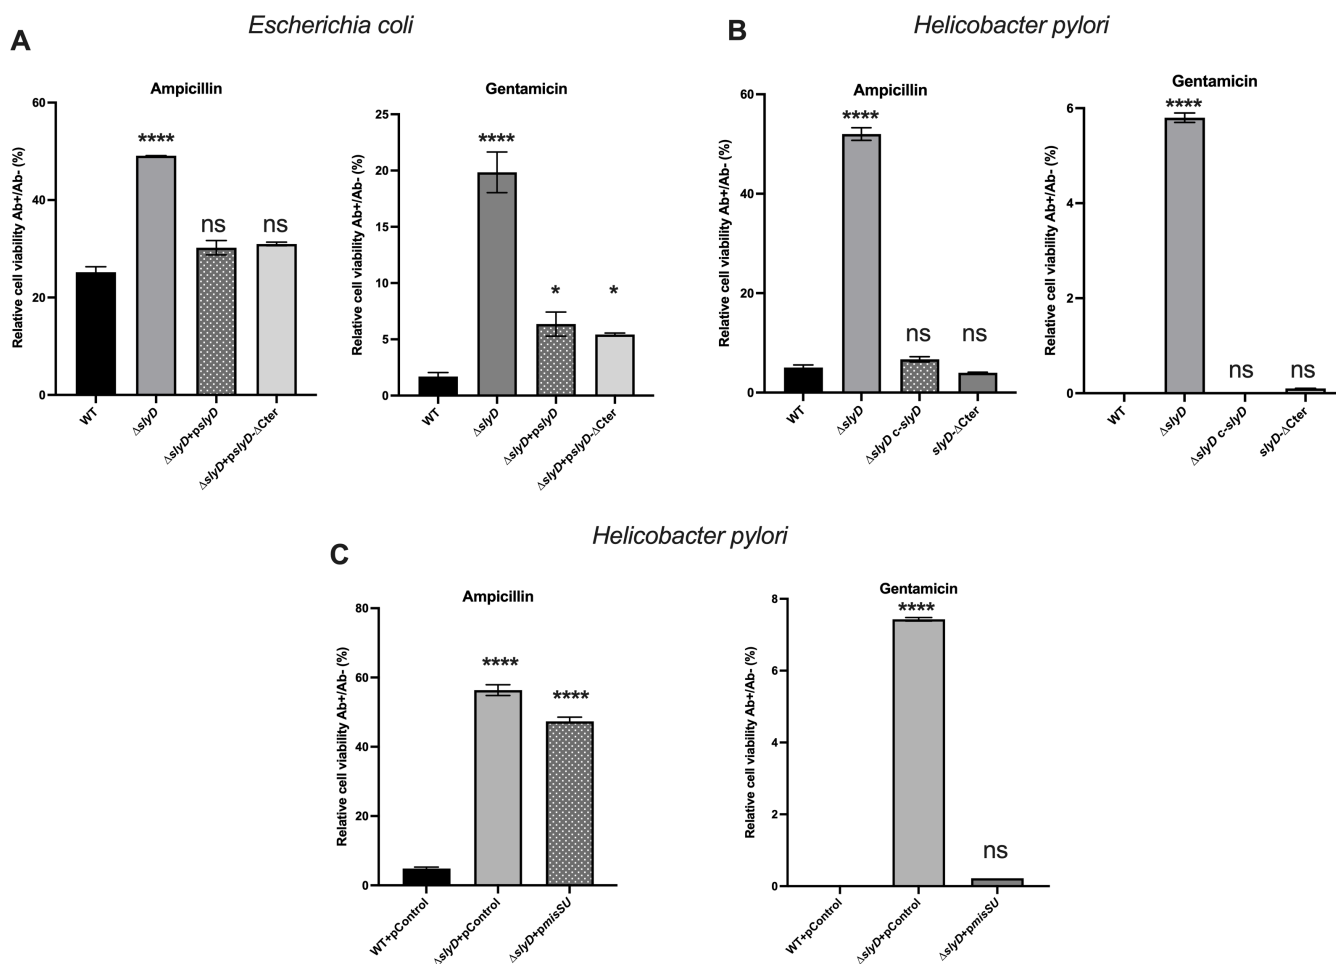 Escherichia coli
Helicobacter pylori
A
B
Ampicillin
Relative cell viability Ab+/Ab- (%)
60
40
20
0
****
ns
ns
WT
ΔslyD
ΔslyD+pslyD
ΔslyD+pslyD-ΔCter
Gentamicin
Relative cell viability Ab+/Ab- (%)
25
20
15
10
5
0
****
*
*
WT
ΔslyD
ΔslyD+pslyD
ΔslyD+pslyD-ΔCter
Ampicillin
Relative cell viability Ab+/Ab- (%)
60
40
20
0
****
ns
ns
WT
ΔslyD
ΔslyD c-slyD
slyD-ΔCter
Gentamicin
Relative cell viability Ab+/Ab- (%)
6
4
2
0
****
ns
ns
WT
ΔslyD
ΔslyD c-slyD
slyD-ΔCter
Helicobacter pylori
C
Ampicillin
Relative cell viability Ab+/Ab- (%)
80
60
40
20
0
****
****
WT+pControl
ΔslyD+pControl
ΔslyD+pnisSU
Gentamicin
Relative cell viability Ab+/Ab- (%)
8
6
4
2
0
****
ns
WT+pControl
ΔslyD+pControl
ΔslyD+pnisSU